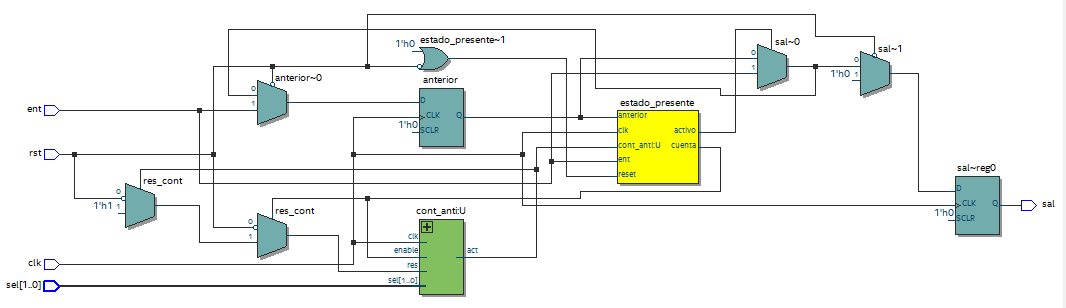 ent
rst
clk
sel[1..0]
res_cont
0
1
1'h1
anterior~0
0
1
res_cont
0
1
1'h0
estado_presente~1
anterior
D
CLK
1'h0
SCLR
Q
cont_anti:U
clk
enable
res
sel[1..0]
act
estado_presente
anterior
clk
cont_anti:U
ent
reset
activo
cuenta
sal~0
0
1
sal~1
0
1'h0
1
sal~reg0
D
CLK
1'h0
SCLR
Q
sal